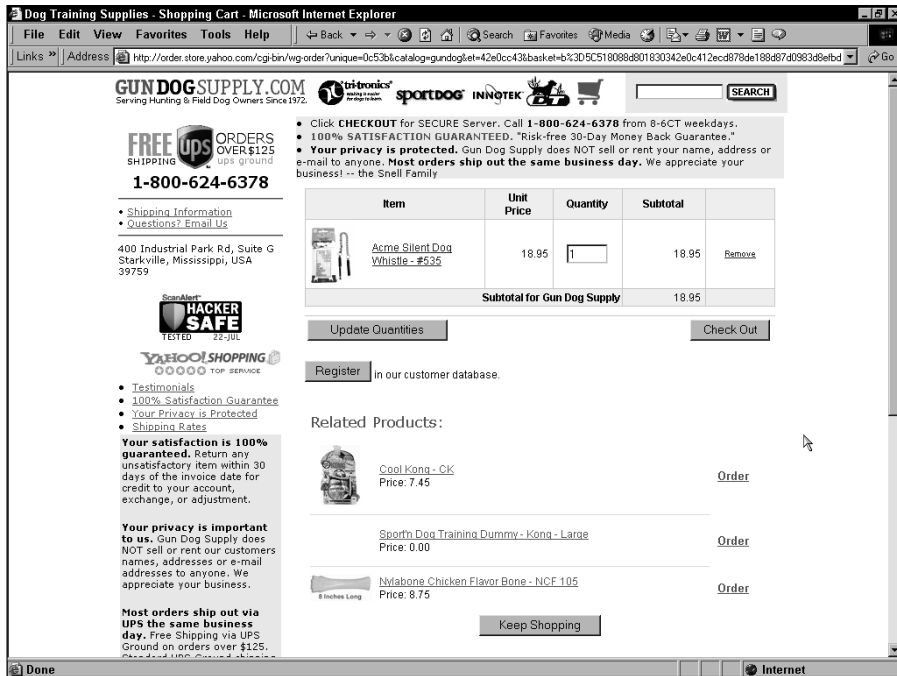 Dog Training Supplies - Shopping Cart - Microsoft Internet Explorer
File Edit View Favorites Tools Help Back Search Favorites Media
Links » Address http://order.store.yahoo.com/cgi-bin/wg-order?unique=0c53b&catalog=gundog&et=42e0cc43&basket=b%3D5C518088d801830342e0c412ecd878de188d87d0983d8efbd Go
GUN DOG SUPPLY.COM
Serving Hunting & Field Dog Owners Since 1972.
tri-tronics
SPORTDOG INNOTEK
SEARCH
FREE SHIPPING ups ORDERS OVER $125 ups ground
1-800-624-6378
• Shipping Information
• Questions? Email Us
400 Industrial Park Rd, Suite G
Starkville, Mississippi, USA
39759
ScanAlert
HACKER
SAFE
TESTED 22-JUL
YAHOO! SHOPPING
TOP SERVICE
• Testimonials
• 100% Satisfaction Guarantee
• Your Privacy is Protected
• Shipping Rates
Your satisfaction is 100%
guaranteed. Return any
unsatisfactory item within 30
days of the invoice date for
credit to your account,
exchange, or adjustment.
Your privacy is important
to us. Gun Dog Supply does
NOT sell or rent our customers
names, addresses or e-mail
addresses to anyone. We
appreciate your business.
Most orders ship out via
UPS the same business
day. Free Shipping via UPS
Ground on orders over $125.
Standard UPS Ground shipping
• Click CHECKOUT for SECURE Server. Call 1-800-624-6378 from 8-6CT weekdays.
• 100% SATISFACTION GUARANTEED. "Risk-free 30-Day Money Back Guarantee."
• Your privacy is protected. Gun Dog Supply does NOT sell or rent your name, address or
e-mail to anyone. Most orders ship out the same business day. We appreciate your
business! -- the Snell Family
Item Unit Price Quantity Subtotal
Acme Silent Dog
Whistle - #535 18.95 1 18.95 Remove
Subtotal for Gun Dog Supply 18.95
Update Quantities Check Out
Register in our customer database.
Related Products:
Cool Kong - CK
Price: 7.45 Order
Sport'n Dog Training Dummy - Kong - Large
Price: 0.00 Order
Nylabone Chicken Flavor Bone - NCF 105
8 Inches Long Price: 8.75 Order
Keep Shopping
Done Internet